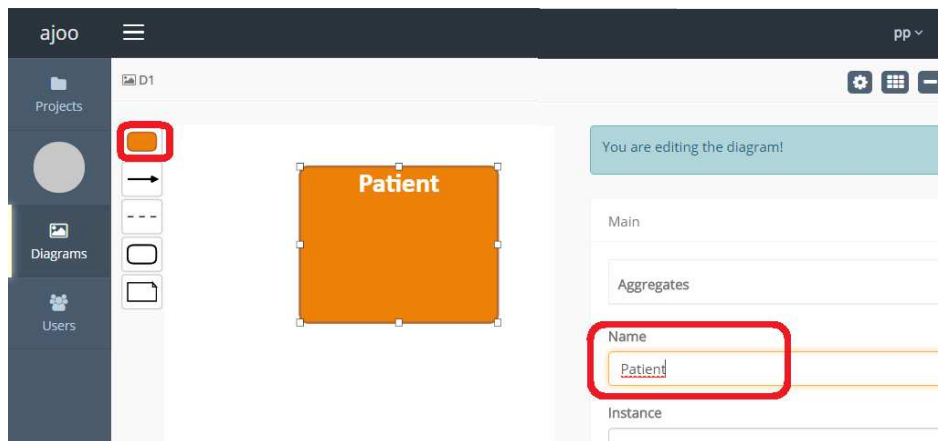 ajoo
pp
Projects
D1
You are editing the diagram!
Patient
Main
Diagrams
Aggregates
Users
Name
Patient
Instance